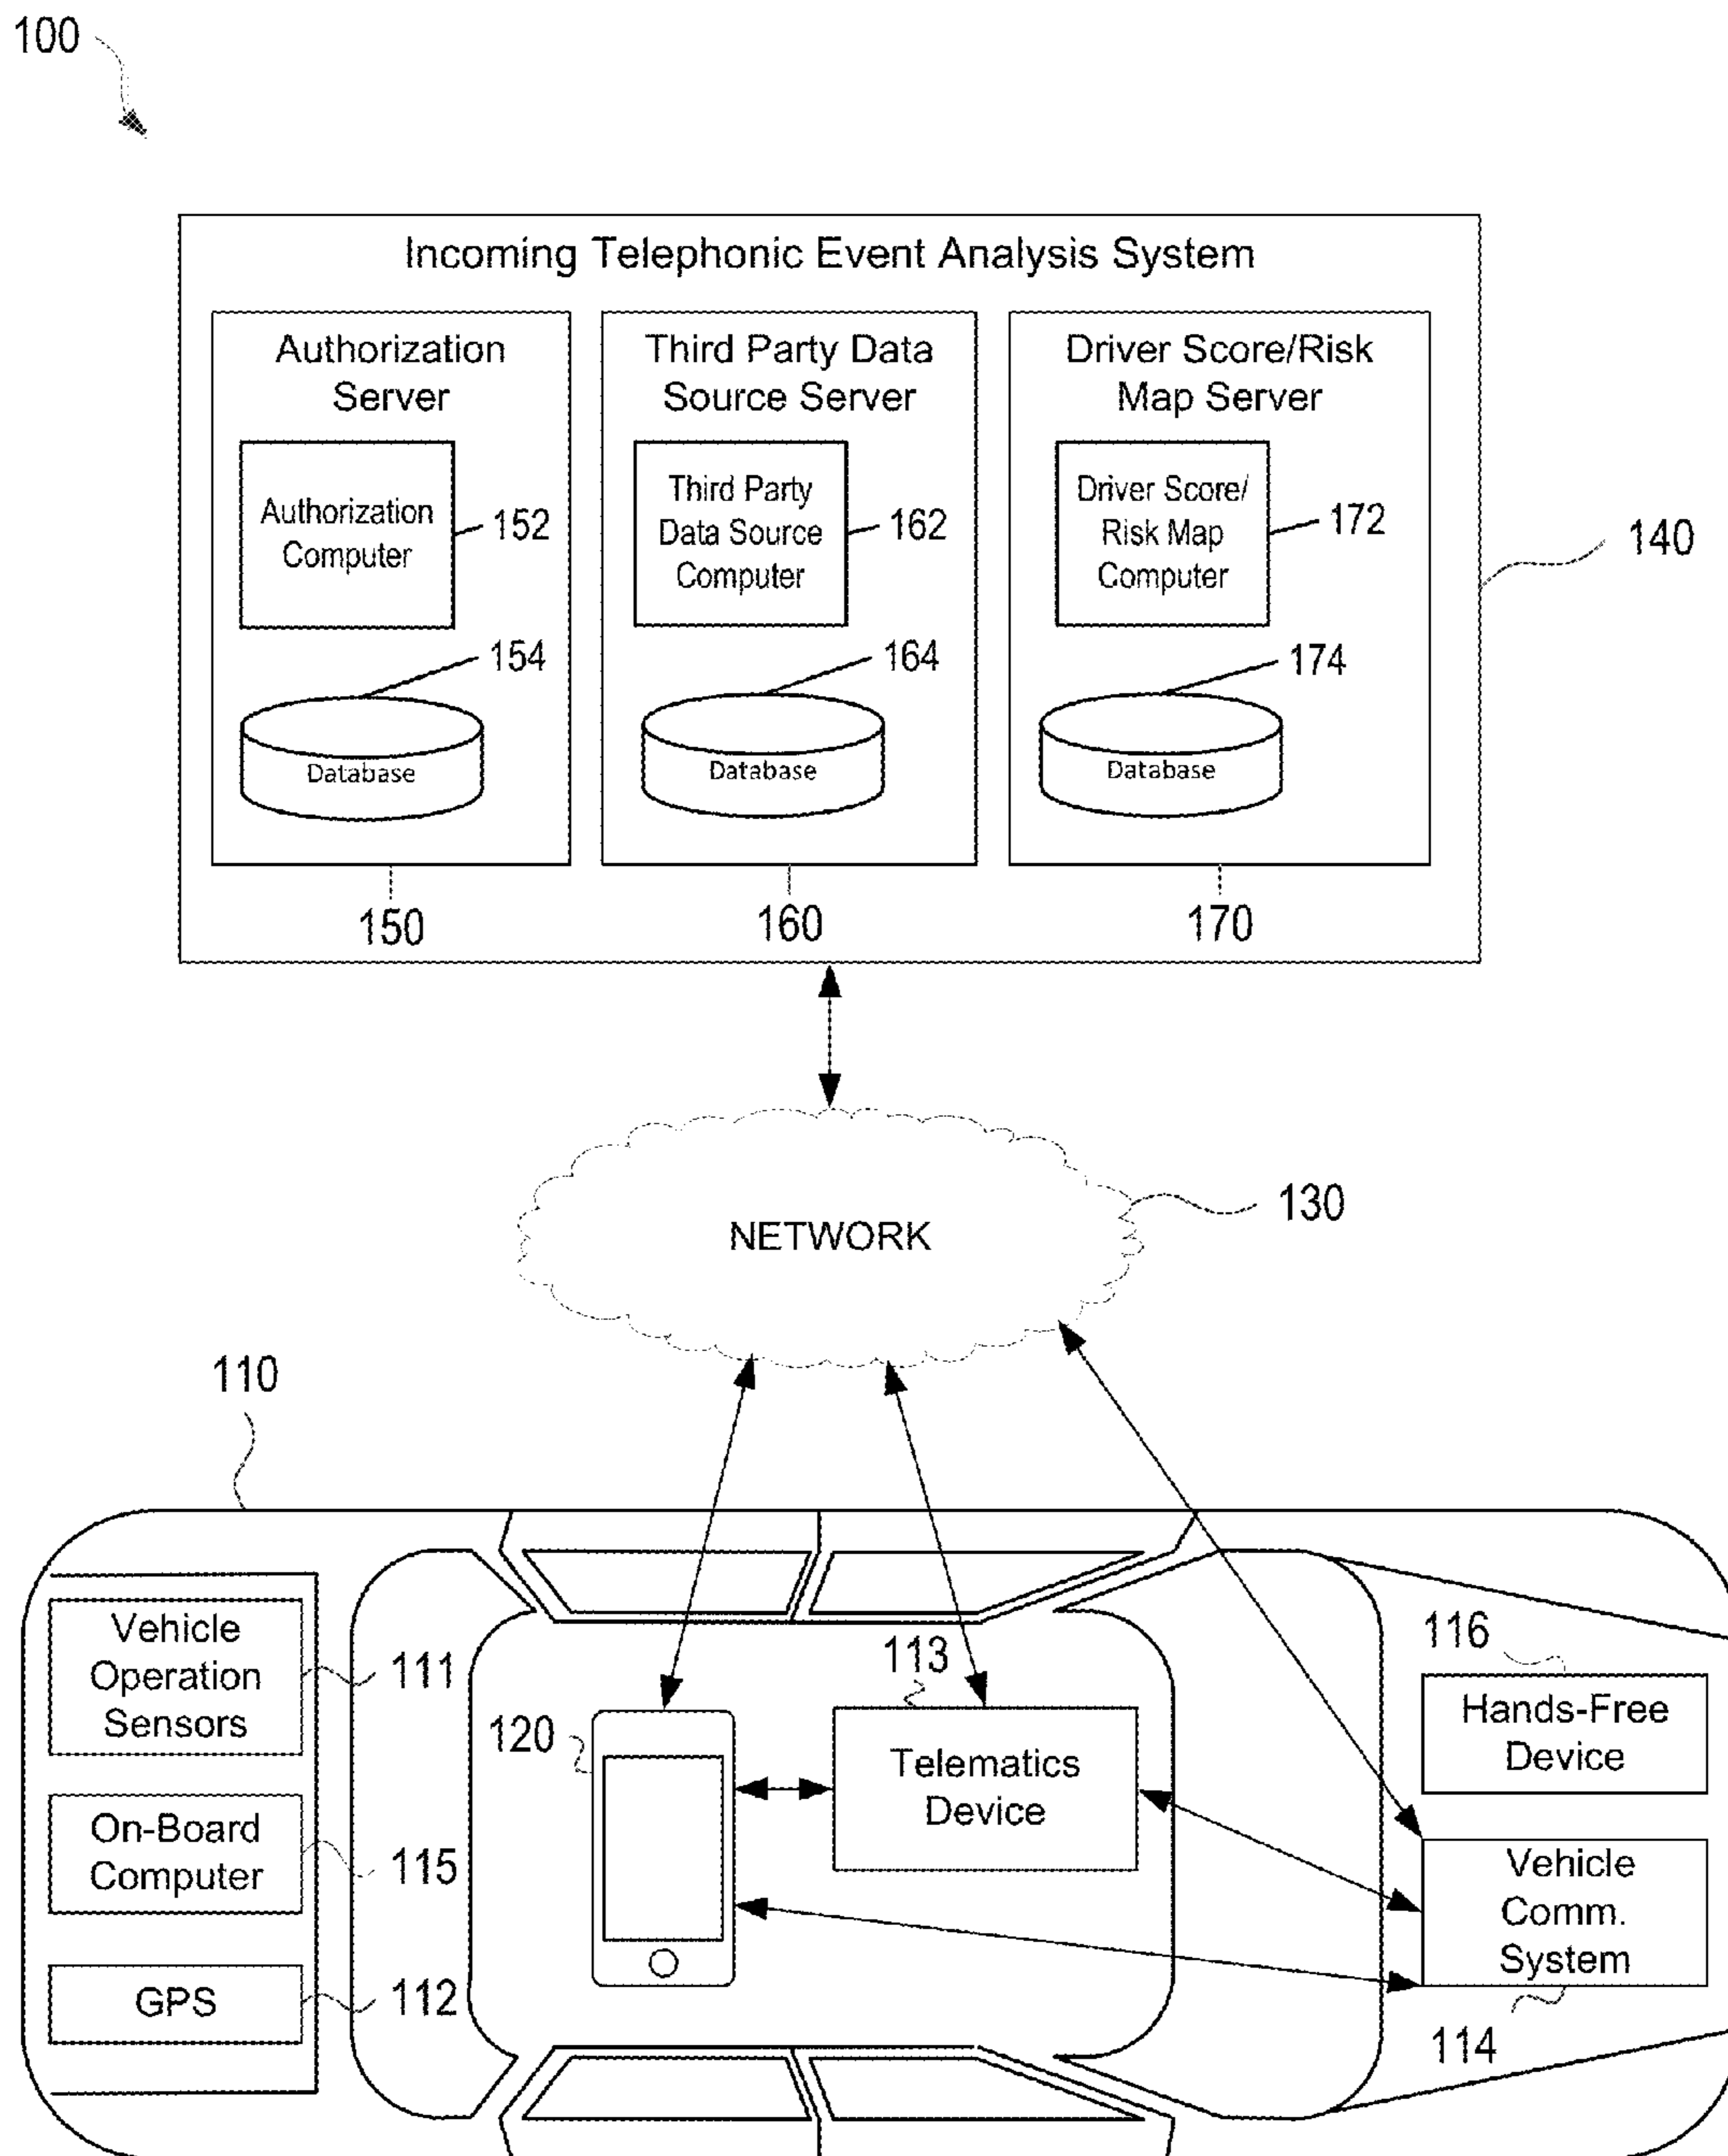 100
Incoming Telephonic Event Analysis System
Authorization
Server
Authorization
Computer
152
154
Database
150
Third Party Data
Source Server
Third Party
Data Source
Computer
162
164
Database
160
Driver Score/Risk
Map Server
Driver Score/
Risk Map
Computer
172
174
Database
170
140
NETWORK
130
110
Vehicle
Operation
Sensors
111
On-Board
Computer
115
GPS
112
120
113
Telematics
Device
116
Hands-Free
Device
Vehicle
Comm.
System
114